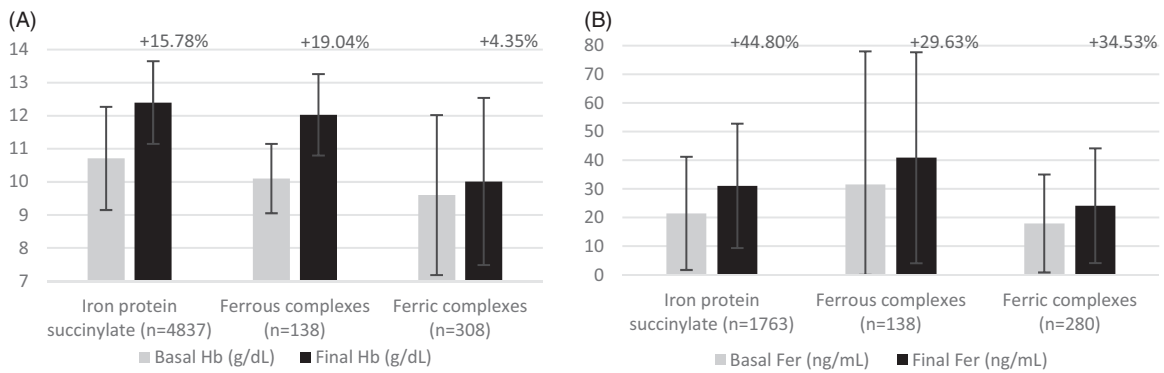 (A)
+15.78% +19.04% +4.35%
14
13
12
11
10
9
8
7
Iron protein succinylate (n=4837)
Ferrous complexes (n=138)
Ferric complexes (n=308)
Basal Hb (g/dL) Final Hb (g/dL)
(B)
+44.80% +29.63% +34.53%
80
70
60
50
40
30
20
10
0
Iron protein succinylate (n=1763)
Ferrous complexes (n=138)
Ferric complexes (n=280)
Basal Fer (ng/mL) Final Fer (ng/mL)